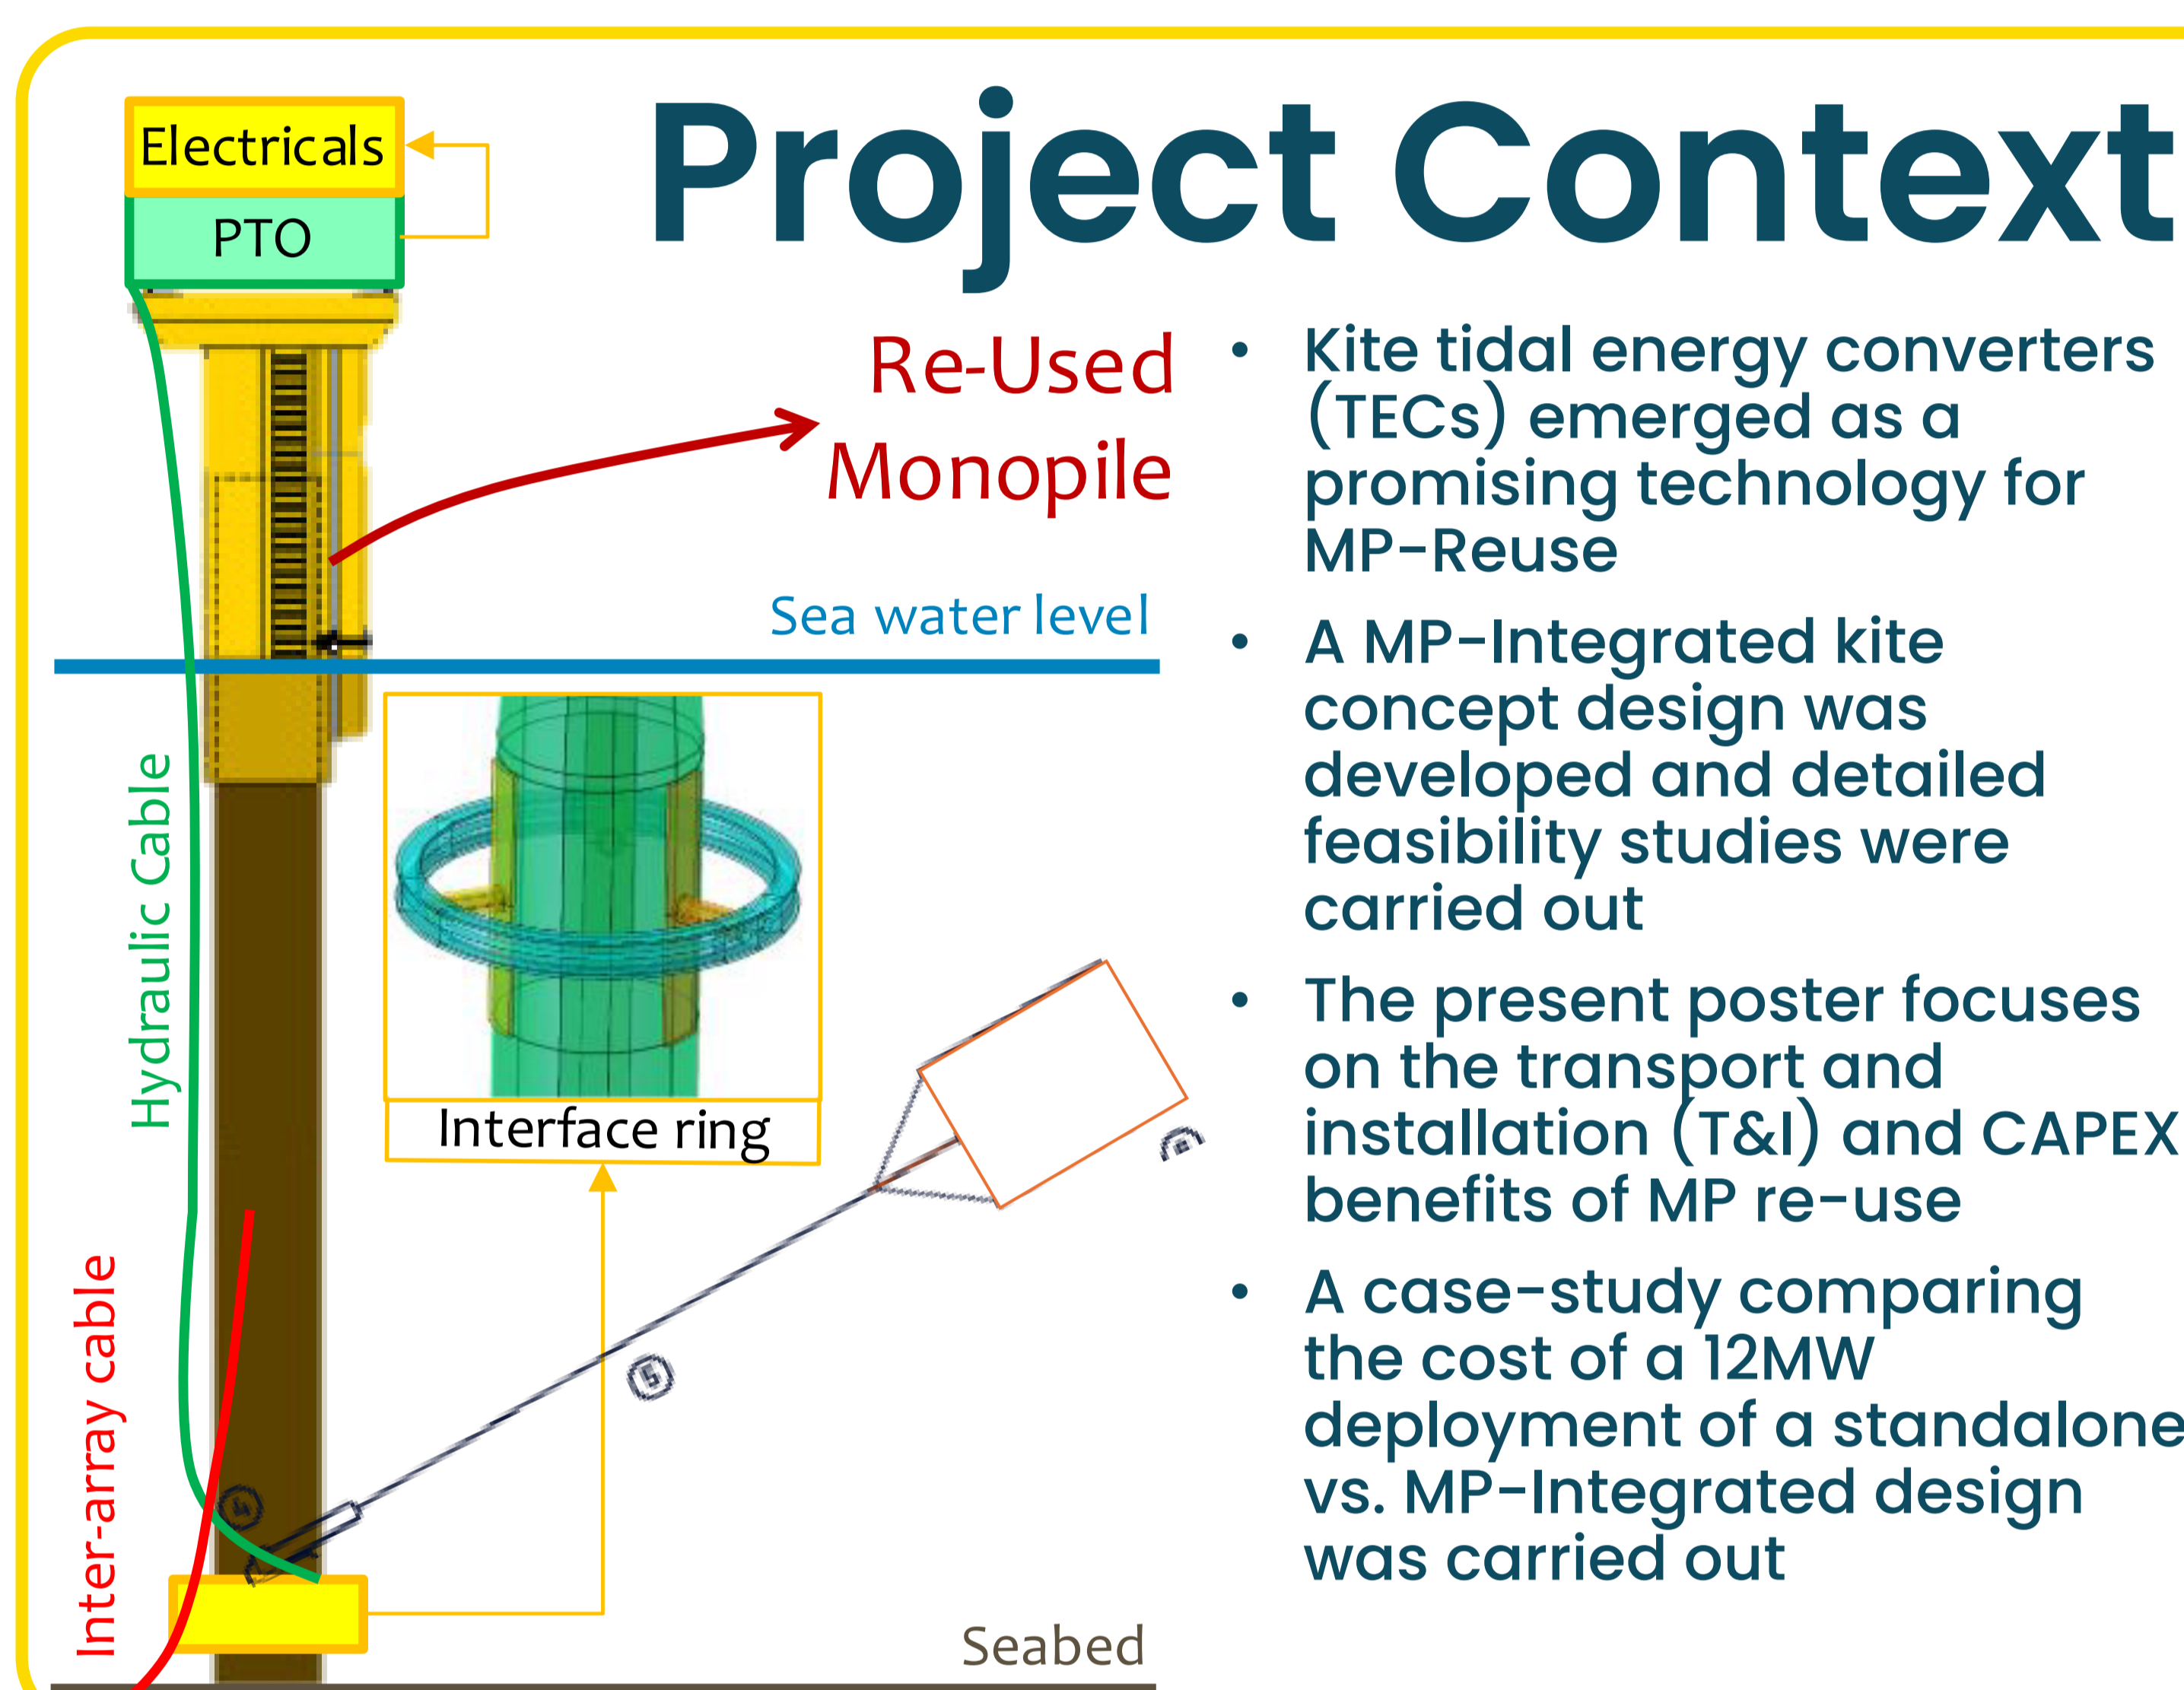 Project Context
Electricals
PTO
Re-Used
Monopile
Sea water level
Hydraulic Cable
Interface ring
5
4
Inter-array cable
Seabed
• Kite tidal energy converters
(TECs) emerged as a
promising technology for
MP-Reuse
• A MP-Integrated kite
concept design was
developed and detailed
feasibility studies were
carried out
• The present poster focuses
on the transport and
installation (T&I) and CAPEX
benefits of MP re-use
• A case-study comparing
the cost of a 12MW
deployment of a standalone
vs. MP-Integrated design
was carried out